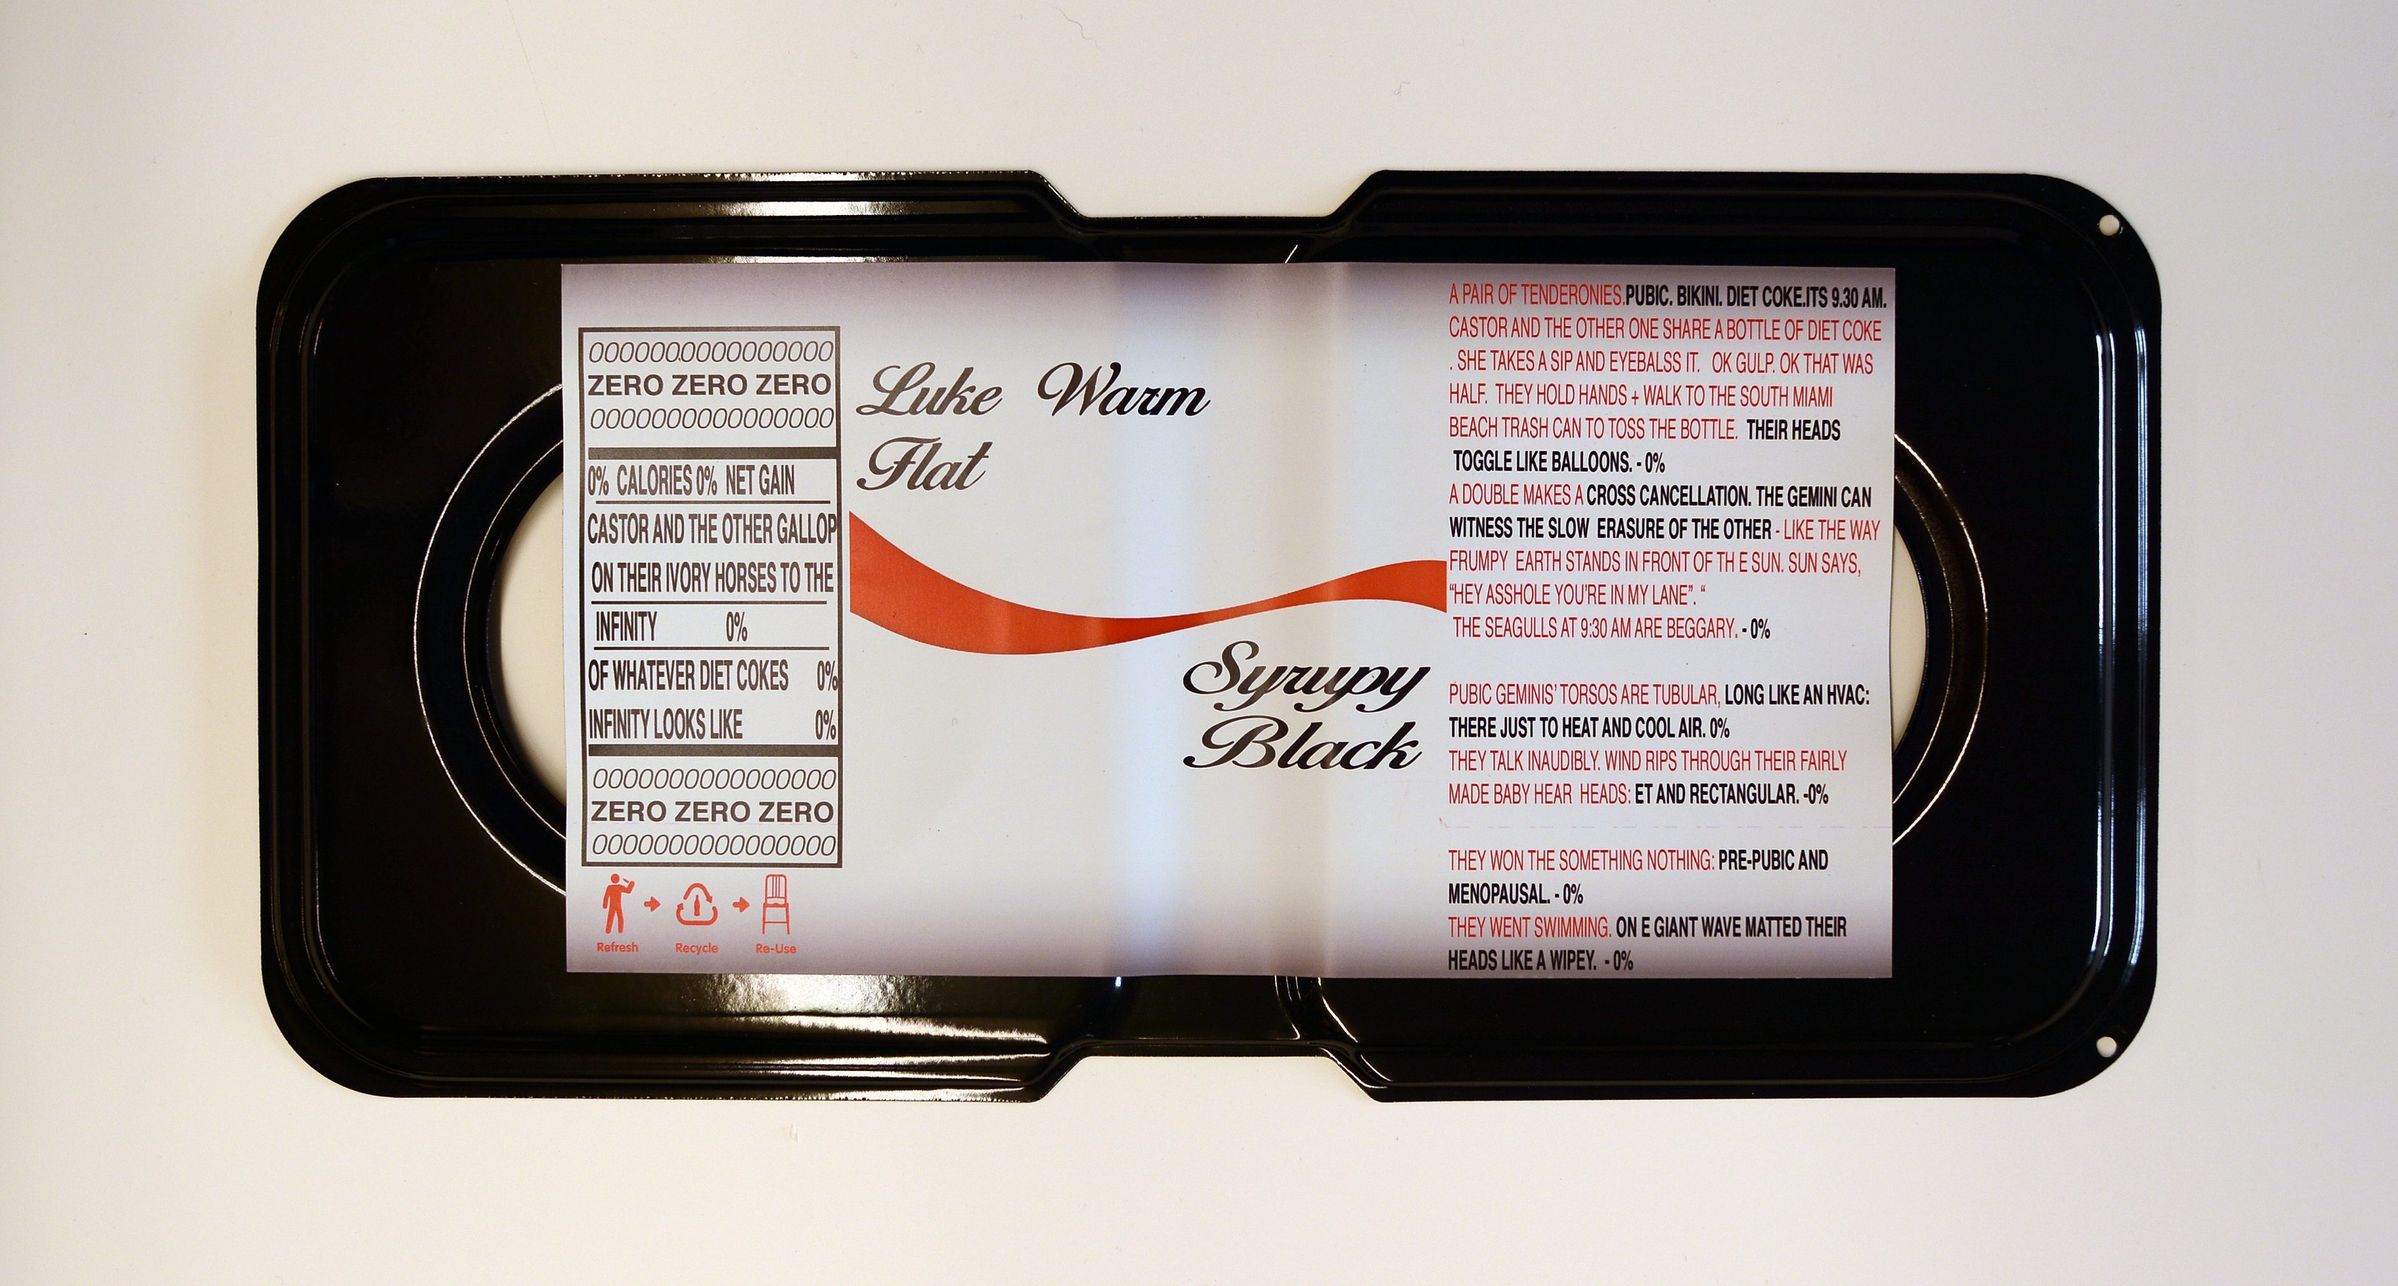 OOOOOOOOOOOOOOOO
ZERO ZERO ZERO
OOOOOOOOOOOOOOOO
0% CALORIES 0% NET GAIN
CASTOR AND THE OTHER GALLOP
ON THEIR IVORY HORSES TO THE
INFINITY 0%
OF WHATEVER DIET COKES 0%
INFINITY LOOKS LIKE 0%
OOOOOOOOOOOOOOOO
ZERO ZERO ZERO
OOOOOOOOOOOOOOOO
Refresh Recycle Re-Use
Luke Warm
Flat
Syrupy
Black
A PAIR OF TENDERONIES.PUBIC. BIKINI. DIET COKE.ITS 9.30 AM.
CASTOR AND THE OTHER ONE SHARE A BOTTLE OF DIET COKE
. SHE TAKES A SIP AND EYEBALSS IT. OK GULP. OK THAT WAS
HALF. THEY HOLD HANDS + WALK TO THE SOUTH MIAMI
BEACH TRASH CAN TO TOSS THE BOTTLE. THEIR HEADS
TOGGLE LIKE BALLOONS. - 0%
A DOUBLE MAKES A CROSS CANCELLATION. THE GEMINI CAN
WITNESS THE SLOW ERASURE OF THE OTHER - LIKE THE WAY
FRUMPY EARTH STANDS IN FRONT OF TH E SUN. SUN SAYS,
"HEY ASSHOLE YOU'RE IN MY LANE". "
THE SEAGULLS AT 9:30 AM ARE BEGGARY. - 0%
PUBIC GEMINIS' TORSOS ARE TUBULAR, LONG LIKE AN HVAC:
THERE JUST TO HEAT AND COOL AIR. 0%
THEY TALK INAUDIBLY. WIND RIPS THROUGH THEIR FAIRLY
MADE BABY HEAR HEADS: ET AND RECTANGULAR. -0%
THEY WON THE SOMETHING NOTHING: PRE-PUBIC AND
MENOPAUSAL. - 0%
THEY WENT SWIMMING. ON E GIANT WAVE MATTED THEIR
HEADS LIKE A WIPEY. - 0%